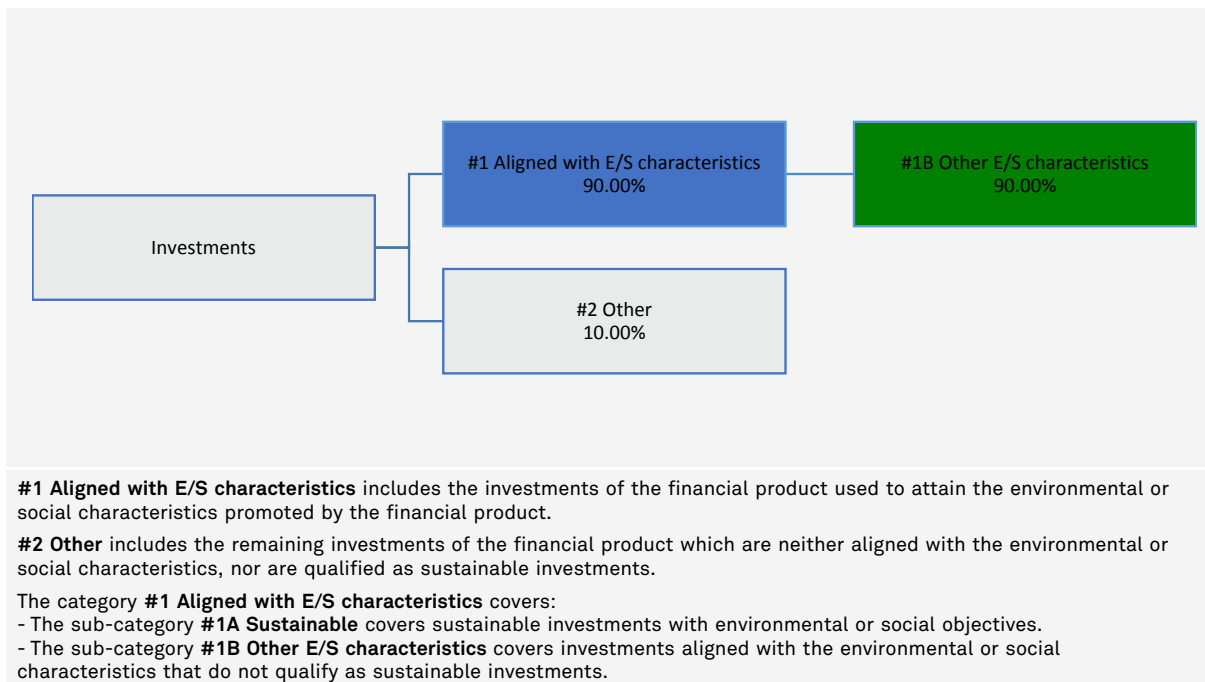 #1 Aligned with E/S characteristics
90.00%
#1B Other E/S characteristics
90.00%
Investments
#2 Other
10.00%
#1 Aligned with E/S characteristics includes the investments of the financial product used to attain the environmental or
social characteristics promoted by the financial product.
#2 Other includes the remaining investments of the financial product which are neither aligned with the environmental or
social characteristics, nor are qualified as sustainable investments.
The category #1 Aligned with E/S characteristics covers:
- The sub-category #1A Sustainable covers sustainable investments with environmental or social objectives.
- The sub-category #1B Other E/S characteristics covers investments aligned with the environmental or social
characteristics that do not qualify as sustainable investments.